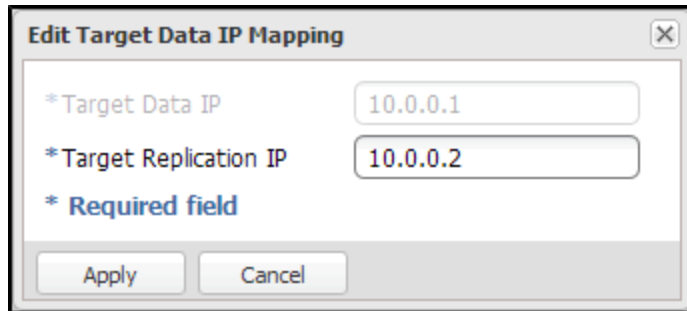 Edit Target Data IP Mapping
*Target Data IP 10.0.0.1
*Target Replication IP 10.0.0.2
* Required field
Apply Cancel